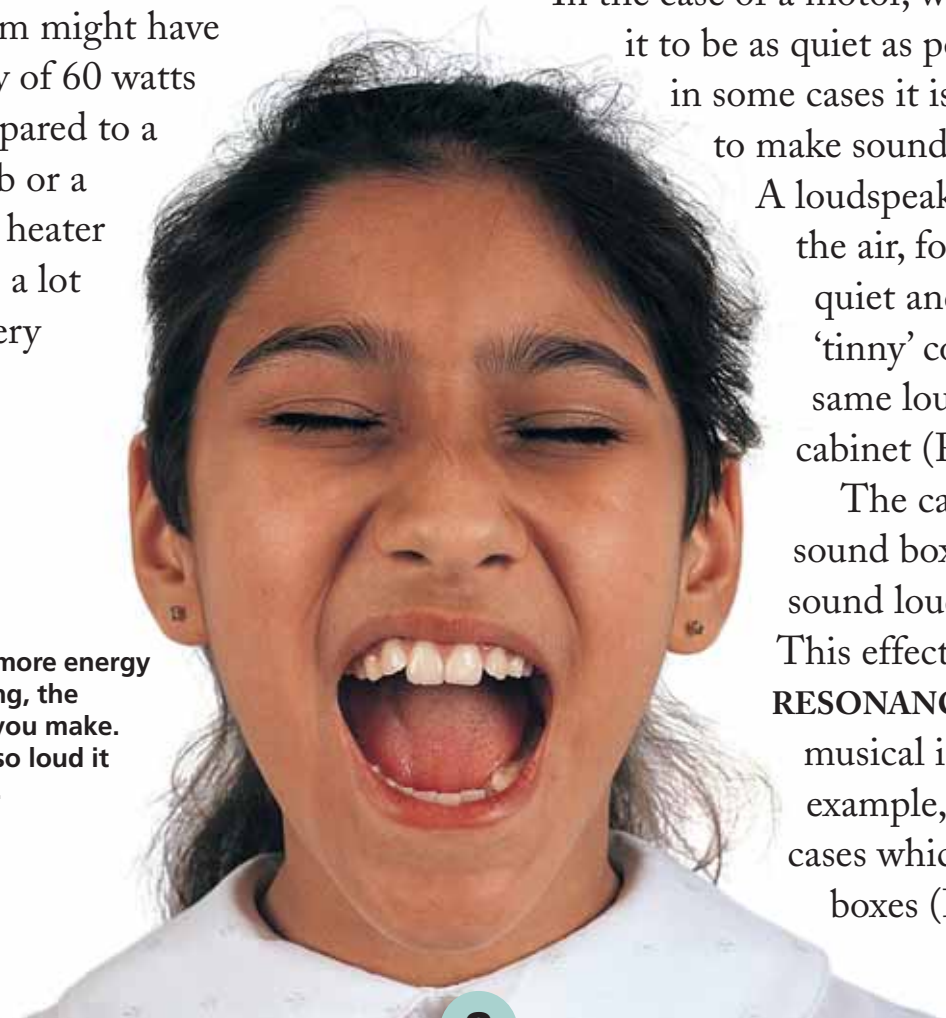 m might have
y of 60 watts
pared to a
b or a
heater
a lot
ery
more energy
ng, the
you make.
so loud it
In the case of a motor, w
it to be as quiet as p
in some cases it is
to make sound
A loudspeak
the air, fo
quiet an
'tinny' co
same lou
cabinet (
The ca
sound box
sound lou
This effect
RESONANC
musical i
example,
cases whic
boxes (